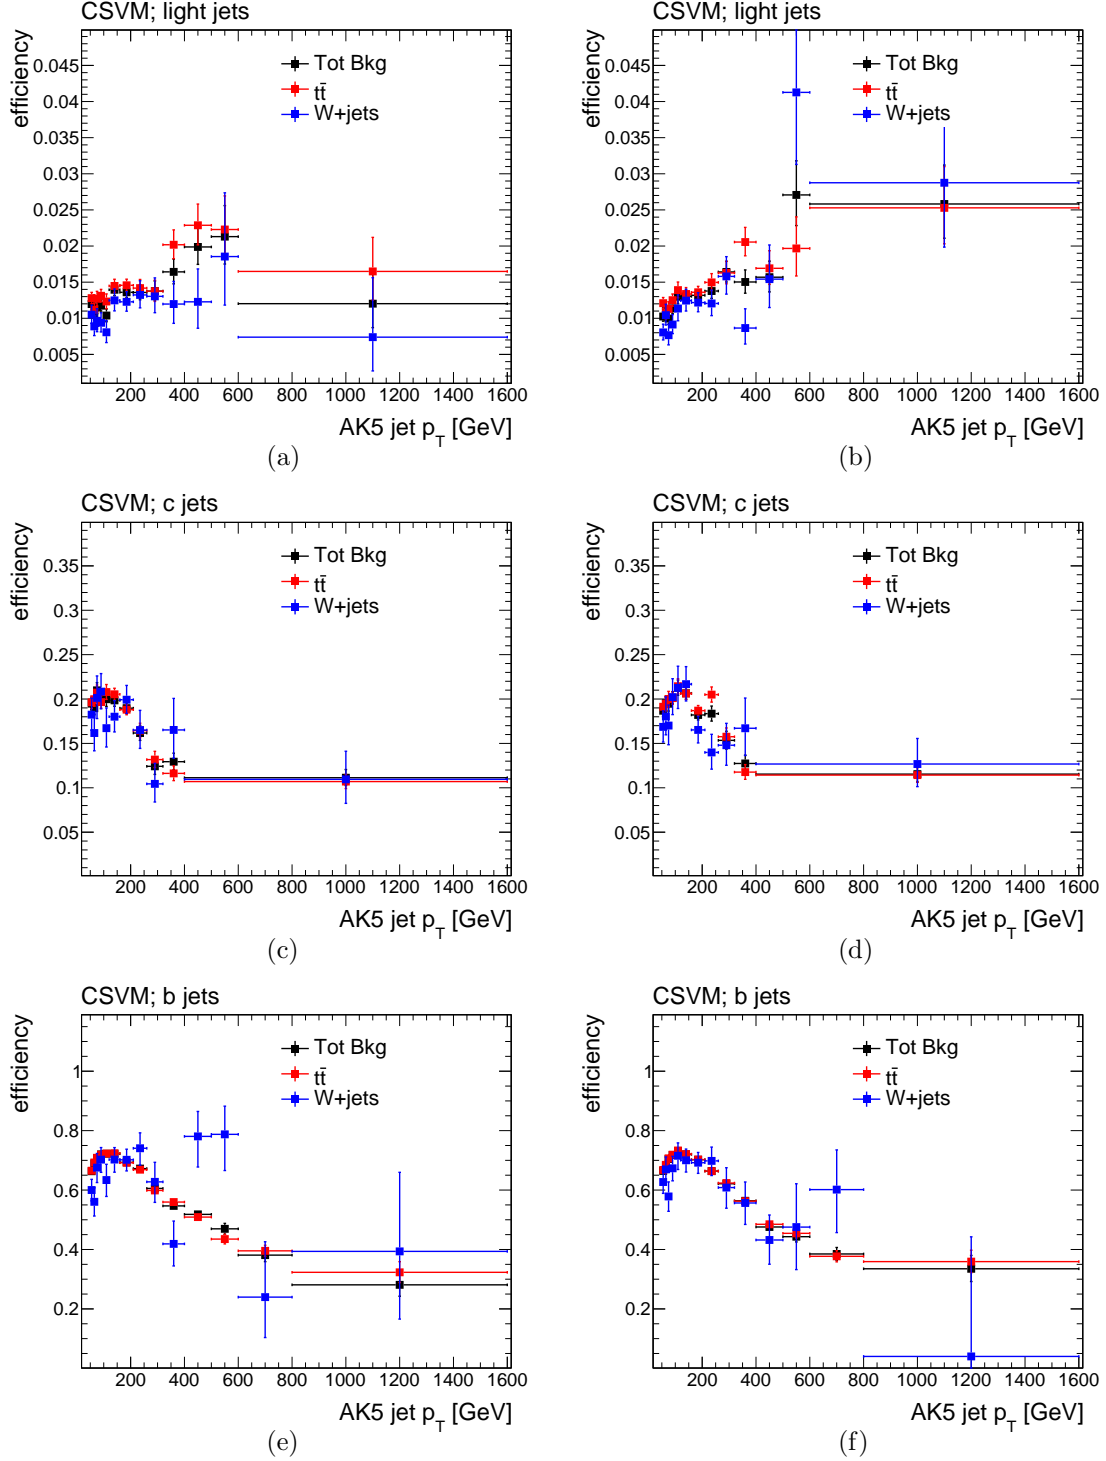 CSVM; light jets
efficiency
0.045
0.04
0.035
0.03
0.025
0.02
0.015
0.01
0.005
Tot Bkg
tt̄
W+jets
200 400 600 800 1000 1200 1400 1600
AK5 jet p_T [GeV]
(a)
CSVM; light jets
efficiency
0.045
0.04
0.035
0.03
0.025
0.02
0.015
0.01
0.005
Tot Bkg
tt̄
W+jets
200 400 600 800 1000 1200 1400 1600
AK5 jet p_T [GeV]
(b)
CSVM; c jets
efficiency
0.35
0.3
0.25
0.2
0.15
0.1
0.05
Tot Bkg
tt̄
W+jets
200 400 600 800 1000 1200 1400 1600
AK5 jet p_T [GeV]
(c)
CSVM; c jets
efficiency
0.35
0.3
0.25
0.2
0.15
0.1
0.05
Tot Bkg
tt̄
W+jets
200 400 600 800 1000 1200 1400 1600
AK5 jet p_T [GeV]
(d)
CSVM; b jets
efficiency
1
0.8
0.6
0.4
0.2
Tot Bkg
tt̄
W+jets
200 400 600 800 1000 1200 1400 1600
AK5 jet p_T [GeV]
(e)
CSVM; b jets
efficiency
1
0.8
0.6
0.4
0.2
Tot Bkg
tt̄
W+jets
200 400 600 800 1000 1200 1400 1600
AK5 jet p_T [GeV]
(f)